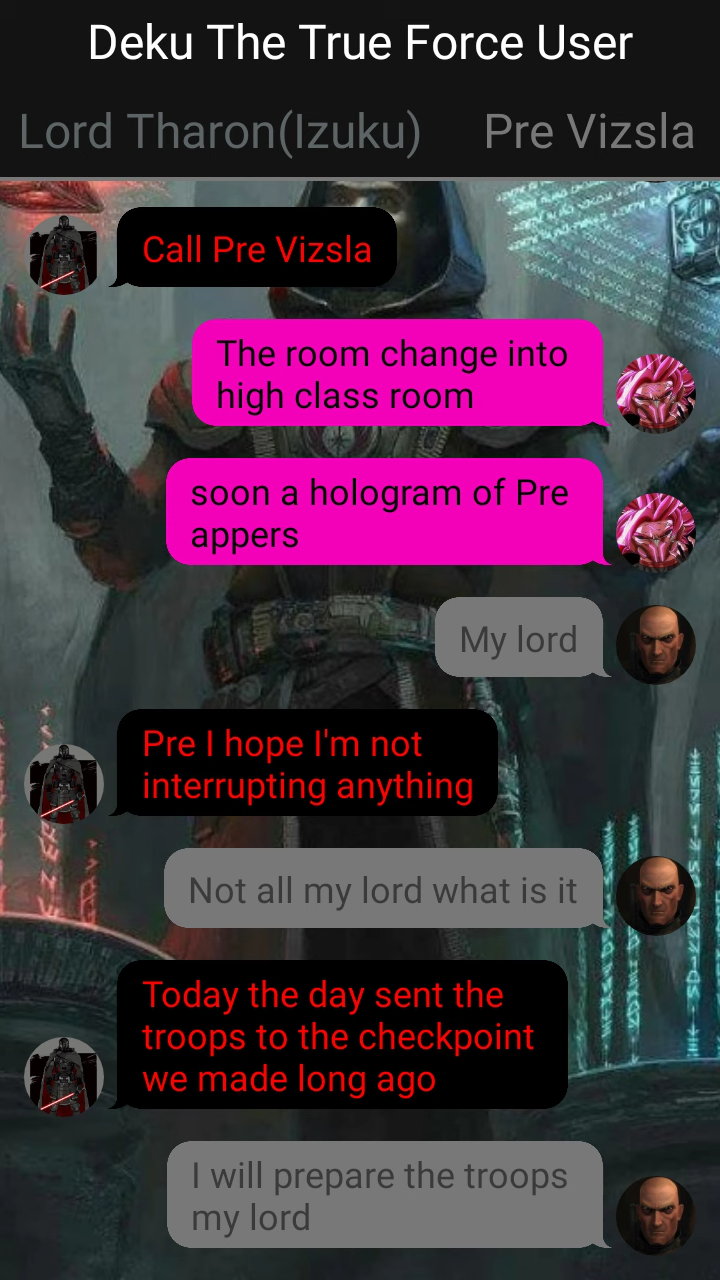 Deku The True Force User
Lord Tharon(Izuku) Pre Vizsla
Call Pre Vizsla
The room change into
high class room
soon a hologram of Pre
appers
My lord
Pre I hope I'm not
interrupting anything
Not all my lord what is it
Today the day sent the
troops to the checkpoint
we made long ago
I will prepare the troops
my lord